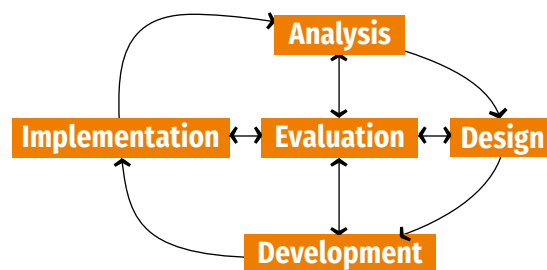 Analysis
Implementation
Evaluation
Design
Development